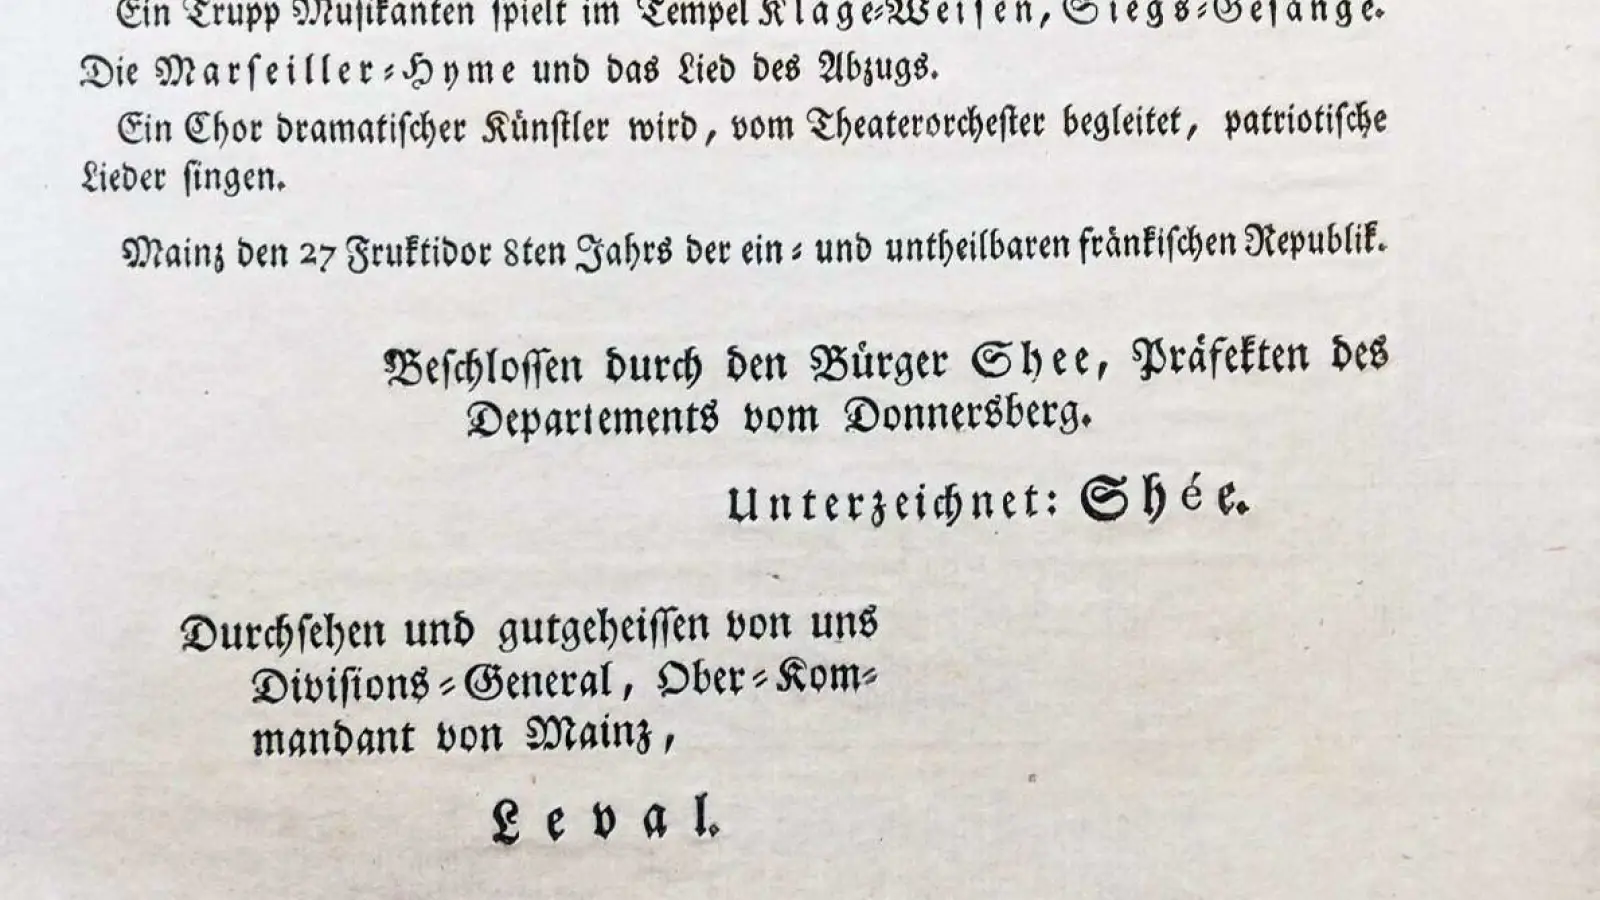 Ein Trupp Musikanten spielt im Tempel Klage-Weisen, Siegs-Gesänge.
Die Marseiller-Hyme und das Lied des Abzugs.
Ein Chor dramatischer Künstler wird, vom Theaterorchester begleitet, patriotische
Lieder singen.
Mainz den 27 Fruktidor 8ten Jahrs der ein- und untheilbaren fränkischen Republik.
Beschlossen durch den Bürger Shee, Präfekten des
Departements vom Donnersberg.
Unterzeichnet: Shée.
Durchsehen und gutgeheissen von uns
Divisions-General, Ober-Kom-
mandant von Mainz,
Leval.